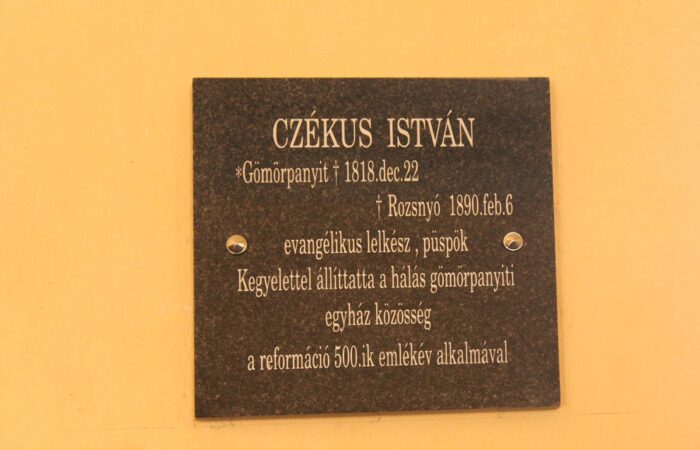 CZÉKUS ISTVÁN
*Gömörpanyit † 1818.dec.22
† Rozsnyó 1890.feb.6
evangélikus lelkész , püspök
Kegyelettel állíttatta a hálás gömörpanyiti
egyház közösség
a reformáció 500.ik emlékév alkalmával